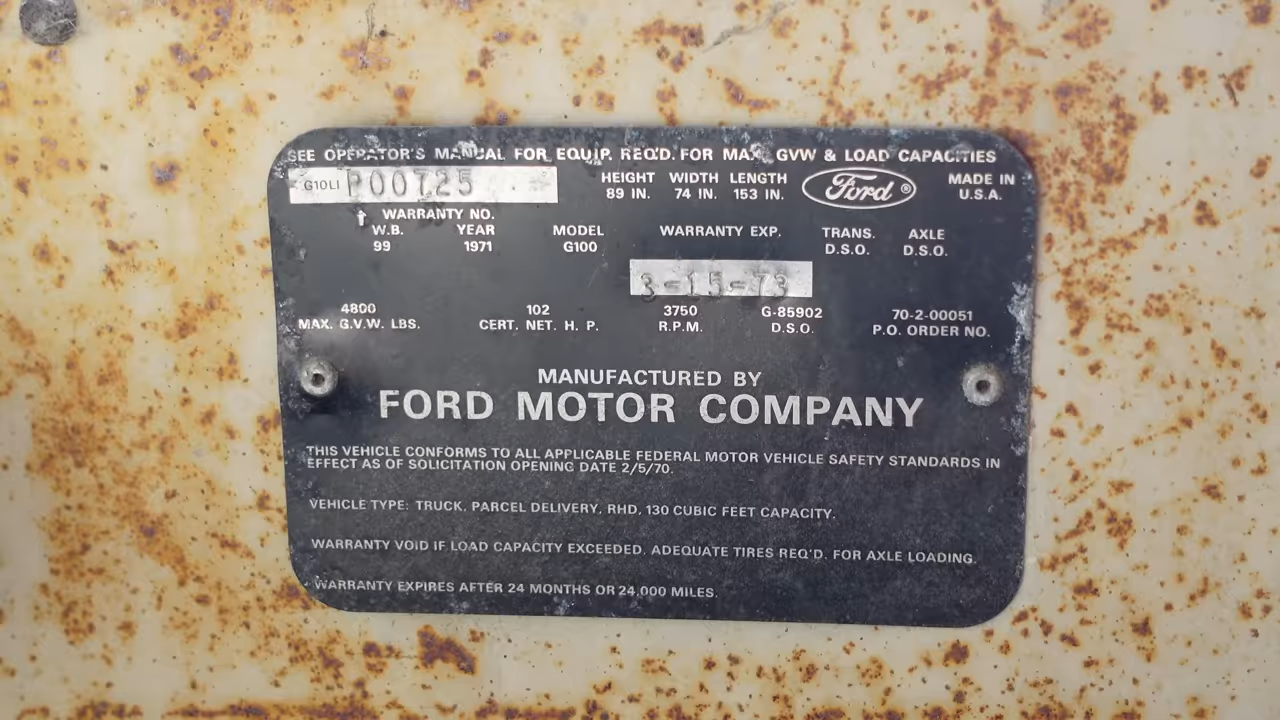 SEE OPERATOR'S MANUAL FOR EQUIP. REQ'D. FOR MAX. GVW & LOAD CAPACITIES
G10LI P00725
HEIGHT WIDTH LENGTH
89 IN. 74 IN. 153 IN.
Ford ®
MADE IN
U.S.A.
↑ WARRANTY NO.
W.B. YEAR MODEL WARRANTY EXP. TRANS. AXLE
99 1971 G100 D.S.O. D.S.O.
3-15-73
4800 102 3750 G-85902 70-2-00051
MAX. G.V.W. LBS. CERT. NET. H. P. R.P.M. D.S.O. P.O. ORDER NO.
MANUFACTURED BY
FORD MOTOR COMPANY
THIS VEHICLE CONFORMS TO ALL APPLICABLE FEDERAL MOTOR VEHICLE SAFETY STANDARDS IN
EFFECT AS OF SOLICITATION OPENING DATE 2/5/70.
VEHICLE TYPE: TRUCK, PARCEL DELIVERY, RHD, 130 CUBIC FEET CAPACITY.
WARRANTY VOID IF LOAD CAPACITY EXCEEDED. ADEQUATE TIRES REQ'D. FOR AXLE LOADING.
WARRANTY EXPIRES AFTER 24 MONTHS OR 24,000 MILES.